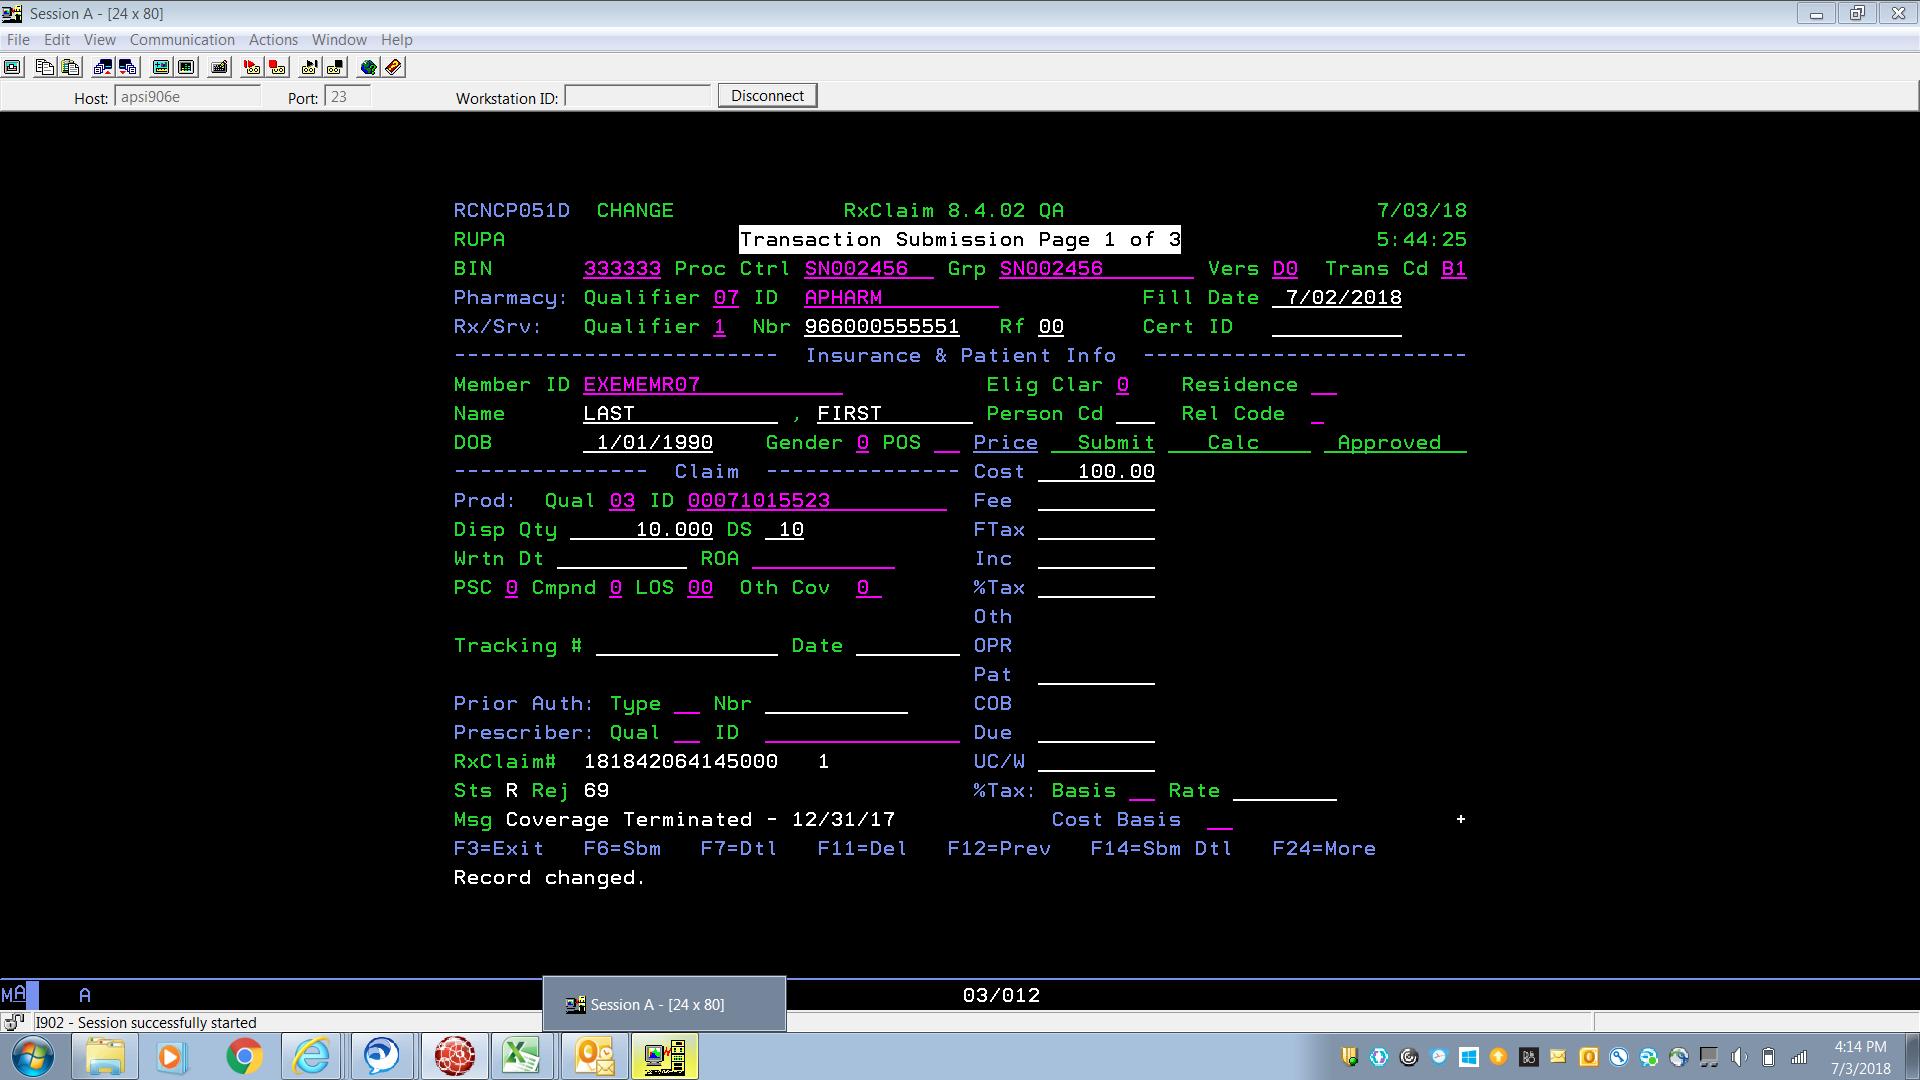 Session A - [24 x 80]
File Edit View Communication Actions Window Help
Host: apsi906e Port: 23 Workstation ID: Disconnect
RCNCP051D CHANGE RxClaim 8.4.02 QA 7/03/18
RUPA Transaction Submission Page 1 of 3 5:44:25
BIN 333333 Proc Ctrl SN002456 Grp SN002456 Vers D0 Trans Cd B1
Pharmacy: Qualifier 07 ID APHARM Fill Date 7/02/2018
Rx/Srv: Qualifier 1 Nbr 966000555551 Rf 00 Cert ID
------------------------- Insurance & Patient Info -------------------------
Member ID EXEMEMR07 Elig Clar 0 Residence
Name LAST , FIRST Person Cd Rel Code
DOB 1/01/1990 Gender 0 POS Price Submit Calc Approved
--------------- Claim --------------- Cost 100.00
Prod: Qual 03 ID 00071015523 Fee
Disp Qty 10.000 DS 10 FTax
Wrtn Dt ROA Inc
PSC 0 Cmpnd 0 LOS 00 Oth Cov 0 %Tax
Oth
Tracking # Date OPR
Pat
Prior Auth: Type Nbr COB
Prescriber: Qual ID Due
RxClaim# 181842064145000 1 UC/W
Sts R Rej 69 %Tax: Basis Rate
Msg Coverage Terminated - 12/31/17 Cost Basis +
F3=Exit F6=Sbm F7=Dtl F11=Del F12=Prev F14=Sbm Dtl F24=More
Record changed.
MA A 03/012
Session A - [24 x 80]
I902 - Session successfully started
4:14 PM
7/3/2018